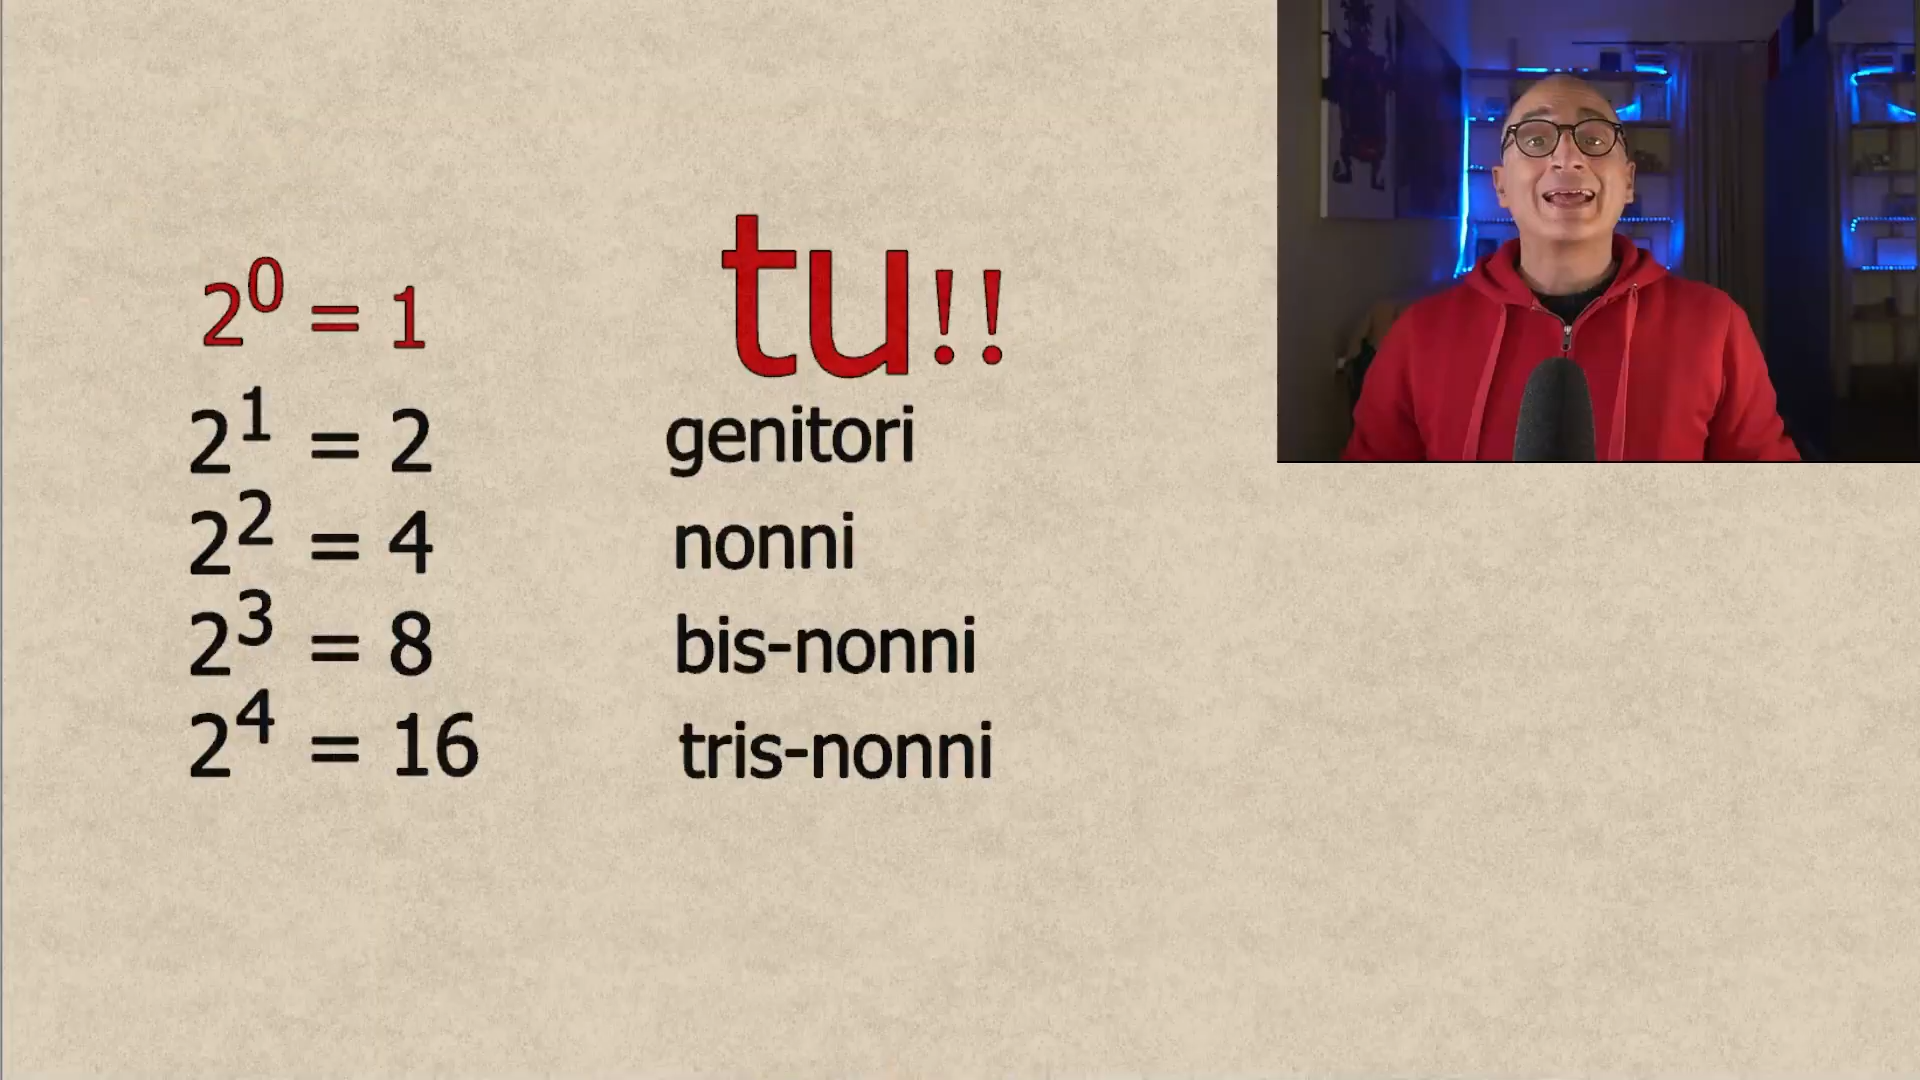 2⁰ = 1 tu!!
2¹ = 2 genitori
2² = 4 nonni
2³ = 8 bis-nonni
2⁴ = 16 tris-nonni